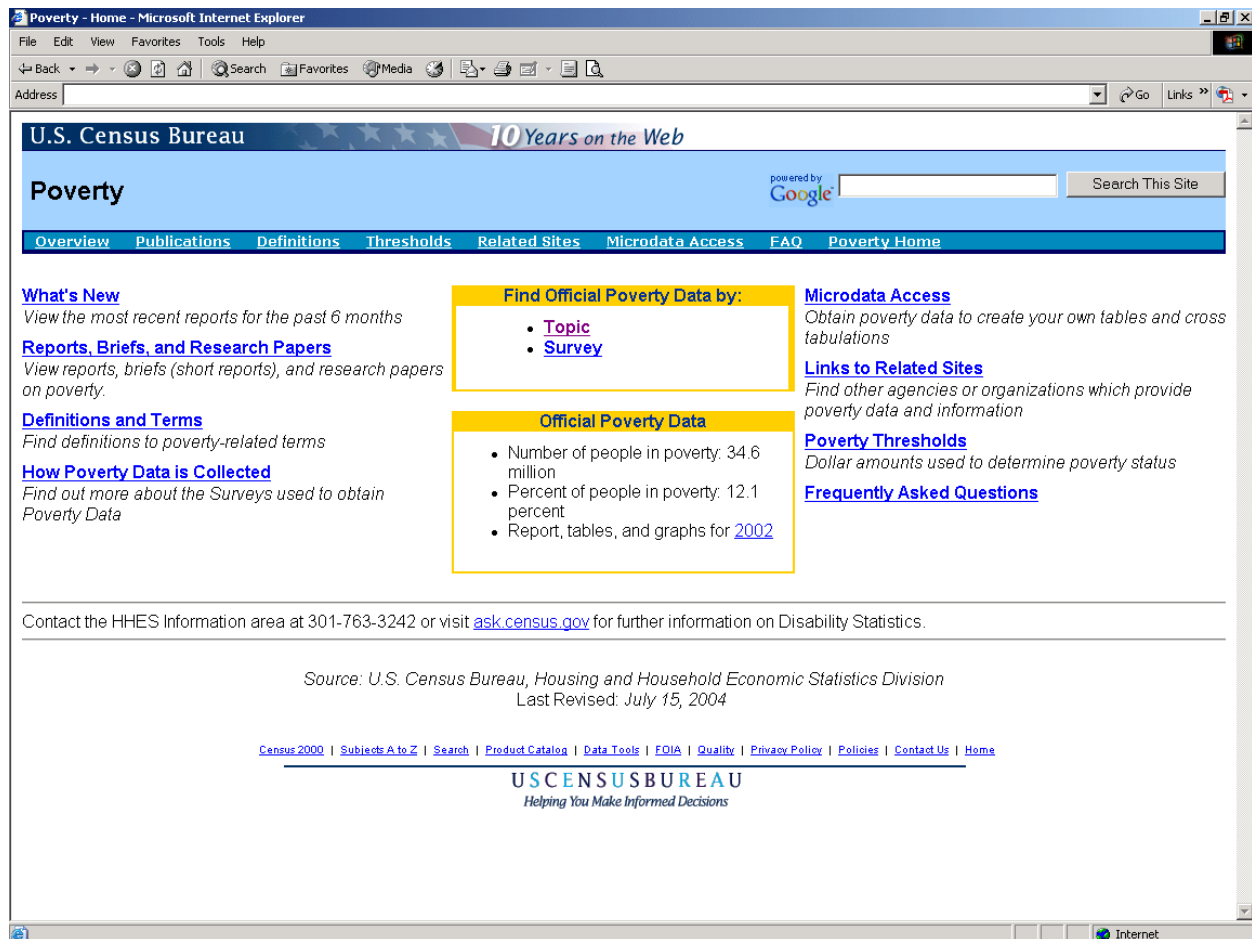 Poverty - Home - Microsoft Internet Explorer
File Edit View Favorites Tools Help
Back Search Favorites Media
Address Go Links »
U.S. Census Bureau 10 Years on the Web
Poverty
powered by Google Search This Site
Overview Publications Definitions Thresholds Related Sites Microdata Access FAQ Poverty Home
What's New
View the most recent reports for the past 6 months
Reports, Briefs, and Research Papers
View reports, briefs (short reports), and research papers
on poverty.
Definitions and Terms
Find definitions to poverty-related terms
How Poverty Data is Collected
Find out more about the Surveys used to obtain
Poverty Data
Find Official Poverty Data by:
• Topic
• Survey
Official Poverty Data
• Number of people in poverty: 34.6
million
• Percent of people in poverty: 12.1
percent
• Report, tables, and graphs for 2002
Microdata Access
Obtain poverty data to create your own tables and cross
tabulations
Links to Related Sites
Find other agencies or organizations which provide
poverty data and information
Poverty Thresholds
Dollar amounts used to determine poverty status
Frequently Asked Questions
Contact the HHES Information area at 301-763-3242 or visit ask.census.gov for further information on Disability Statistics.
Source: U.S. Census Bureau, Housing and Household Economic Statistics Division
Last Revised: July 15, 2004
Census 2000 | Subjects A to Z | Search | Product Catalog | Data Tools | FOIA | Quality | Privacy Policy | Policies | Contact Us | Home
USCENSUSBUREAU
Helping You Make Informed Decisions
Internet